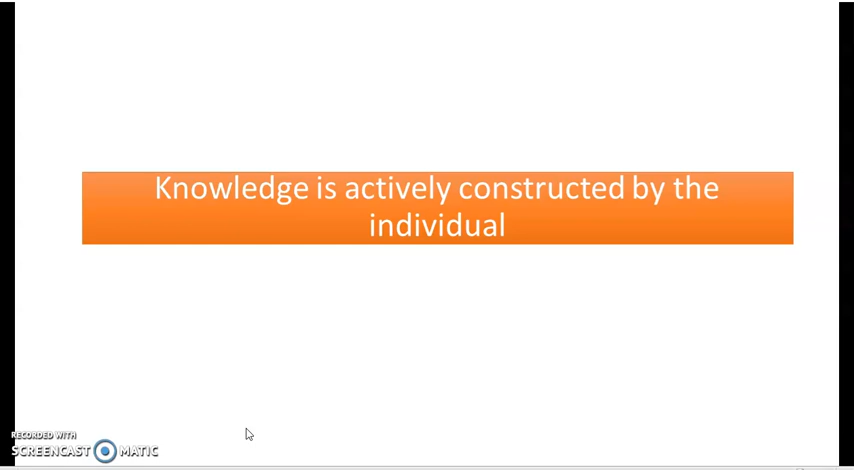 Knowledge is actively constructed by the
individual
RECORDED WITH
SCREENCAST MATIC